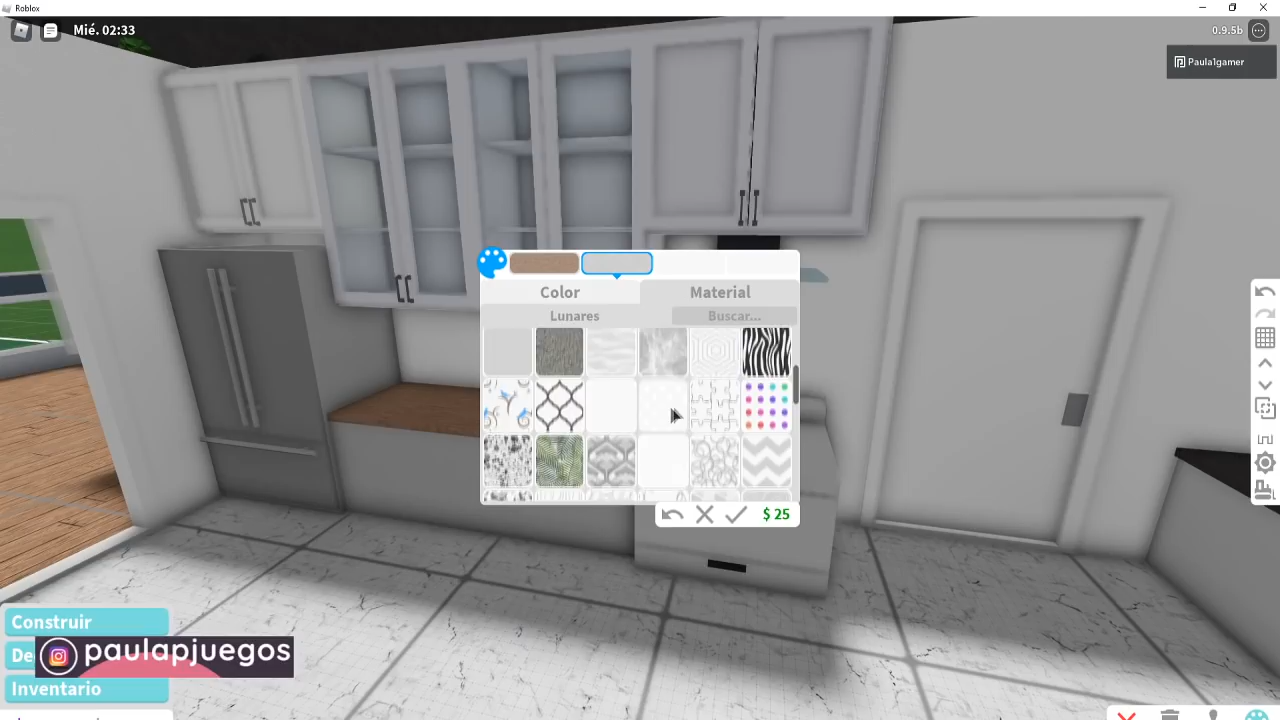 Roblox
Mié. 02:33
0.9.5b
Paula1gamer
Color
Material
Lunares
Buscar...
$ 25
Construir
De
paulapjuegos
Inventario